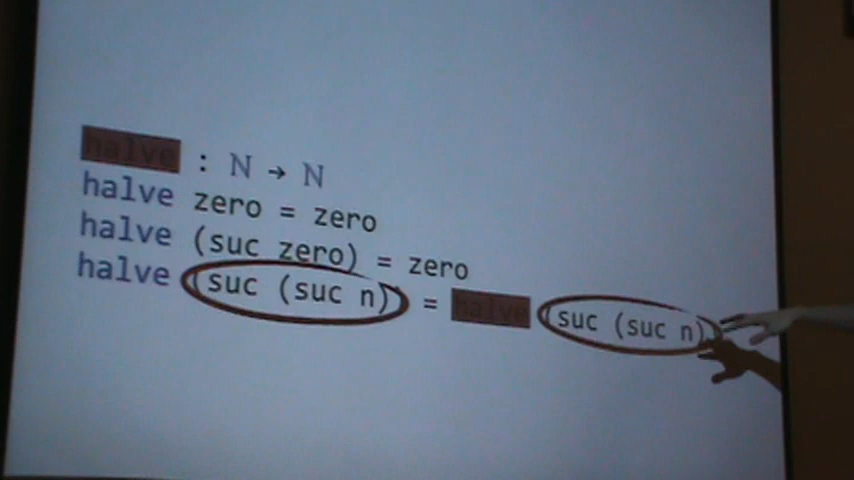 halve : ℕ → ℕ
halve zero = zero
halve (suc zero) = zero
halve (suc (suc n)) = halve (suc (suc n))